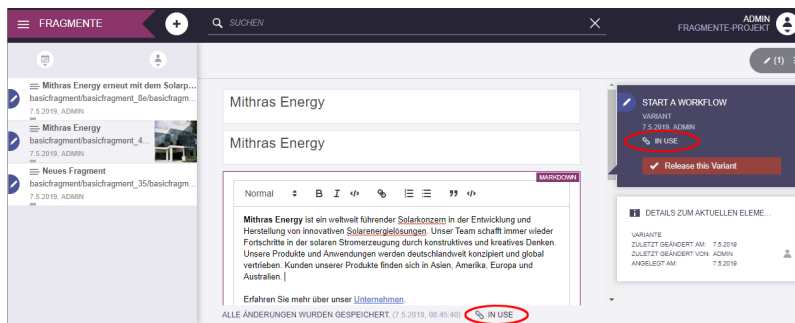 FRAGMENTE
SUCHEN
ADMIN
FRAGMENTE-PROJEKT
(1)
Mithras Energy erneut mit dem Solarp...
basicfragment/basicfragment_8e/basicfragm...
7.5.2019, ADMIN
Mithras Energy
basicfragment/basicfragment_4...
7.5.2019, ADMIN
Neues Fragment
basicfragment/basicfragment_35/basicfragm...
7.5.2019, ADMIN
Mithras Energy
Mithras Energy
MARKDOWN
Normal B I
Mithras Energy ist ein weltweit führender Solarkonzern in der Entwicklung und
Herstellung von innovativen Solarenergielösungen. Unser Team schafft immer wieder
Fortschritte in der solaren Stromerzeugung durch konstruktives und kreatives Denken.
Unsere Produkte und Anwendungen werden deutschlandweit konzipiert und global
vertrieben. Kunden unserer Produkte finden sich in Asien, Amerika, Europa und
Australien.
Erfahren Sie mehr über unser Unternehmen.
ALLE ÄNDERUNGEN WURDEN GESPEICHERT. (7.5.2019, 08:45:40) IN USE
START A WORKFLOW
VARIANT
7.5.2019, ADMIN
IN USE
Release this Variant
DETAILS ZUM AKTUELLEN ELEME...
VARIANTE
ZULETZT GEÄNDERT AM: 7.5.2019
ZULETZT GEÄNDERT VON: ADMIN
ANGELEGT AM: 7.5.2019